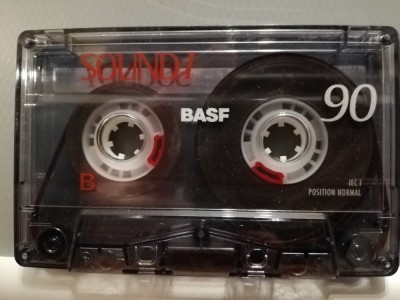 SOUND I
BASF
90
B
IEC I
POSITION NORMAL